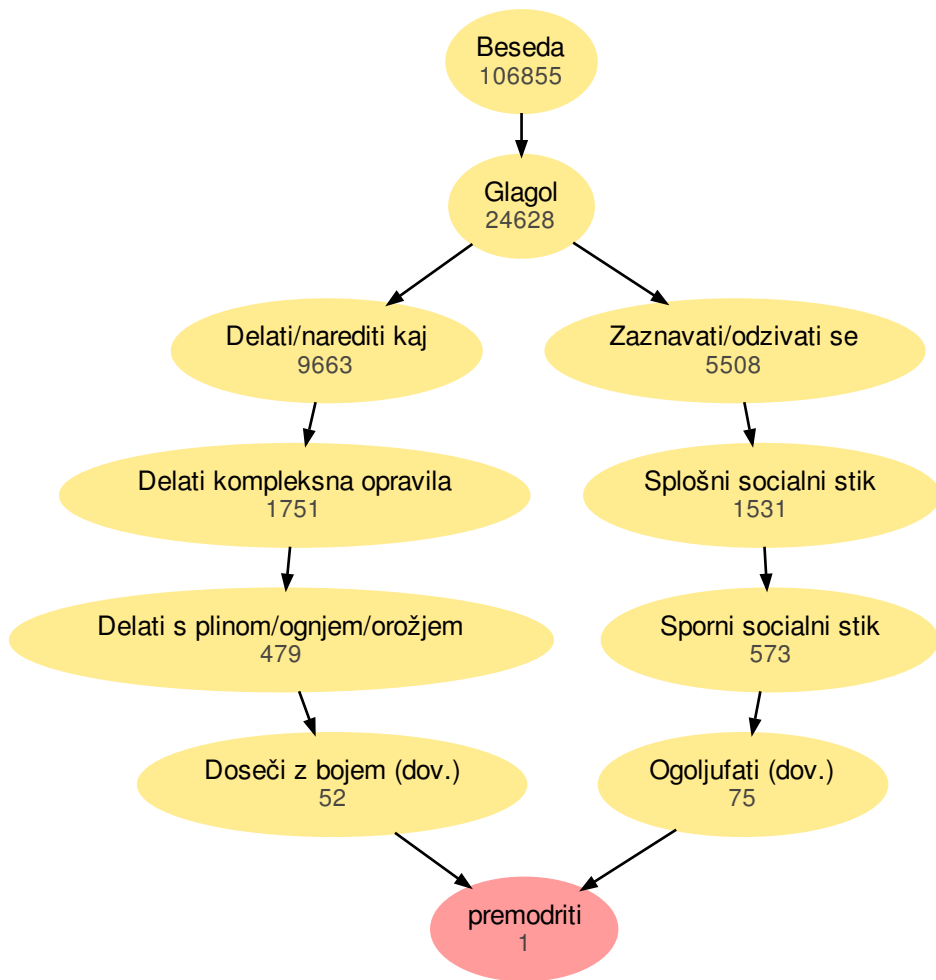 Beseda
106855
Glagol
24628
Delati/narediti kaj
9663
Zaznavati/odzivati se
5508
Delati kompleksna opravila
1751
Splošni socialni stik
1531
Delati s plinom/ognjem/orožjem
479
Sporni socialni stik
573
Doseči z bojem (dov.)
52
Ogoljufati (dov.)
75
premodriti
1